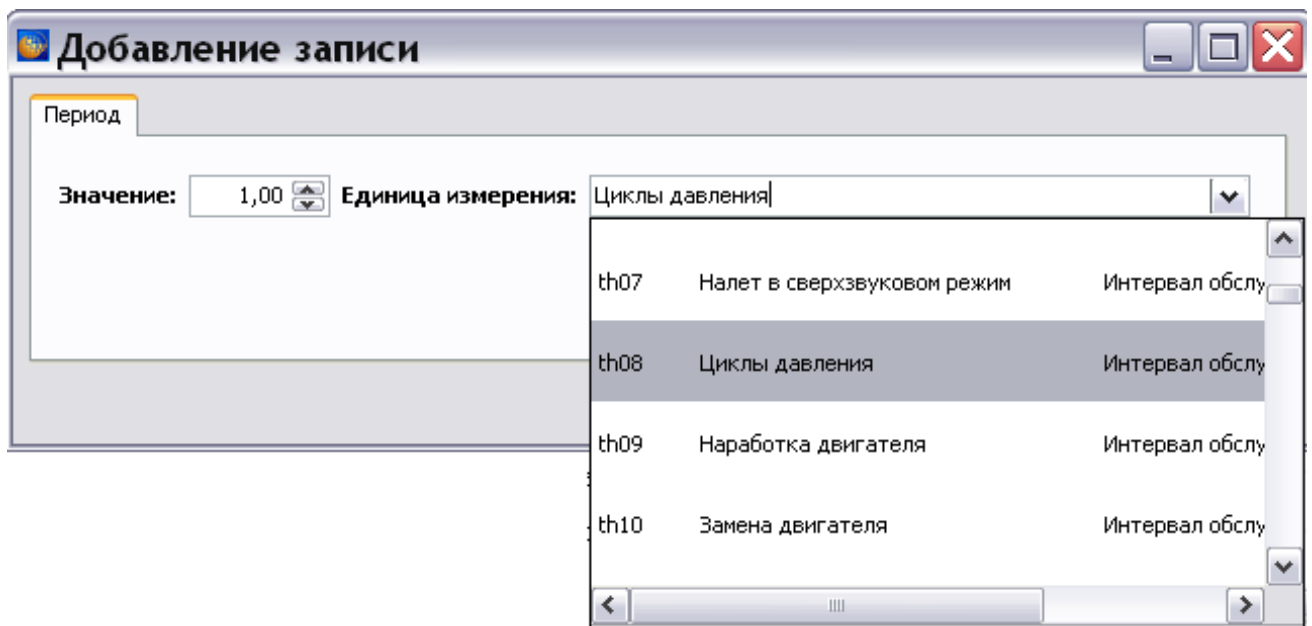 Добавление записи
Период
Значение: 1,00 Единица измерения: Циклы давления
th07 Налет в сверхзвуковом режим Интервал обслу
th08 Циклы давления Интервал обслу
th09 Наработка двигателя Интервал обслу
th10 Замена двигателя Интервал обслу